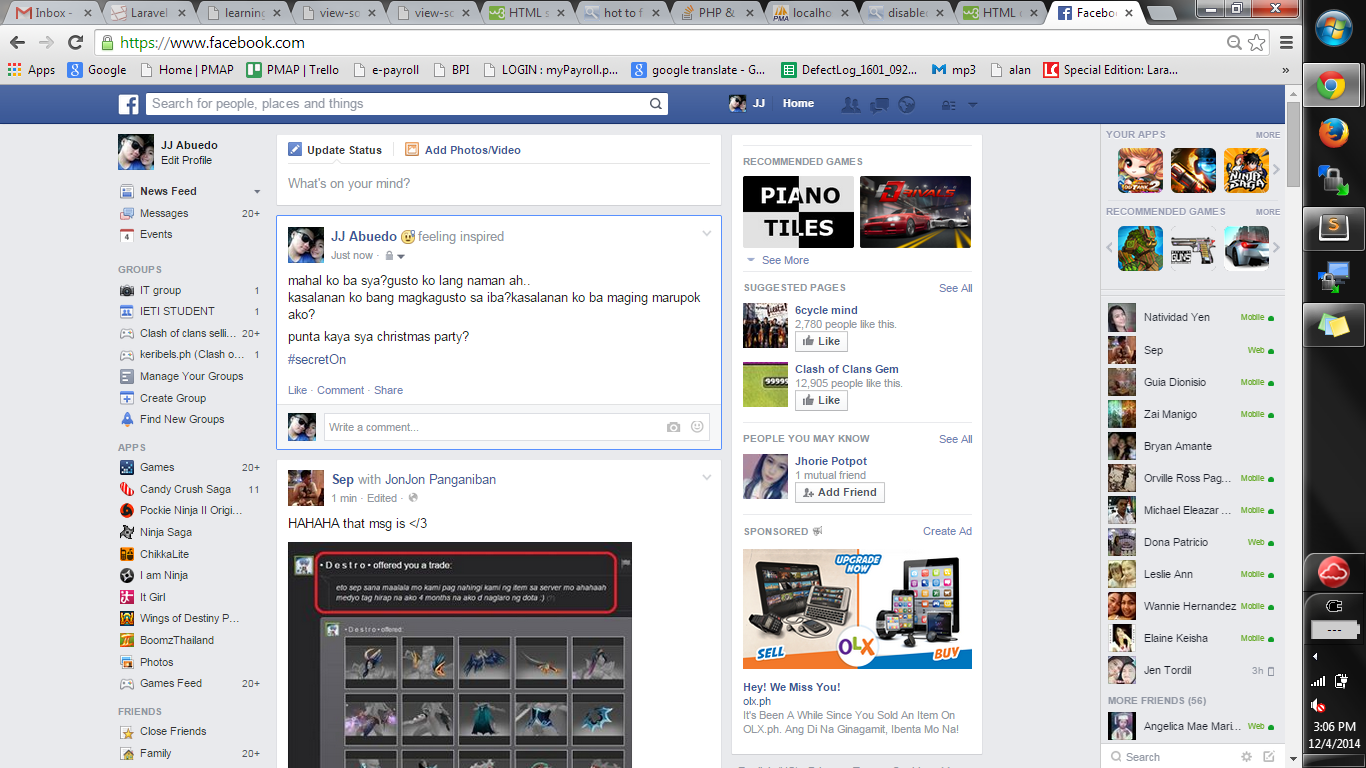 Inbox -
Laravel
learning
view-so
view-so
HTML s
hot to f
PHP &
localho
disable
HTML
Faceboo
https://www.facebook.com
Apps
Google
Home | PMAP
PMAP | Trello
e-payroll
BPI
LOGIN : myPayroll.p...
google translate - G...
DefectLog_1601_092...
mp3
alan
Special Edition: Lara...
»
Search for people, places and things
JJ
Home
JJ Abuedo
Edit Profile
News Feed
Messages 20+
Events
GROUPS
IT group 1
IETI STUDENT 1
Clash of clans selli... 20+
keribels.ph (Clash o... 1
Manage Your Groups
Create Group
Find New Groups
APPS
Games 20+
Candy Crush Saga 11
Pockie Ninja II Origi...
Ninja Saga
ChikkaLite
I am Ninja
It Girl
Wings of Destiny P...
BoomzThailand
Photos
Games Feed 20+
FRIENDS
Close Friends
Family 20+
Update Status
Add Photos/Video
What's on your mind?
JJ Abuedo feeling inspired
Just now ·
mahal ko ba sya?gusto ko lang naman ah..
kasalanan ko bang magkagusto sa iba?kasalanan ko ba maging marupok
ako?
punta kaya sya christmas party?
#secretOn
Like · Comment · Share
Write a comment...
Sep with JonJon Panganiban
1 min · Edited ·
HAHAHA that msg is </3
• D e s t r o • offered you a trade:
eto sep sana maalala mo kami pag nahingi kami ng item sa server mo ahahaah
medyo tag hirap na ako 4 months na ako d naglaro ng dota :) (?)
• D e s t r o • offered:
RECOMMENDED GAMES
PIANO
TILES
RIVALS
See More
SUGGESTED PAGES See All
6cycle mind
2,780 people like this.
Like
Clash of Clans Gem
12,905 people like this.
Like
99999
PEOPLE YOU MAY KNOW See All
Jhorie Potpot
1 mutual friend
Add Friend
SPONSORED Create Ad
UPGRADE
NOW
SELL
OLX
BUY
Hey! We Miss You!
olx.ph
It's Been A While Since You Sold An Item On
OLX.ph. Ang Di Na Ginagamit, Ibenta Mo Na!
YOUR APPS MORE
NINJA
SAGA
RECOMMENDED GAMES MORE
Natividad Yen Mobile
Sep Web
Guia Dionisio Mobile
Zai Manigo Mobile
Bryan Amante
Orville Ross Pag... Mobile
Michael Eleazar ... Mobile
Dona Patricio Web
Leslie Ann Mobile
Wannie Hernandez Mobile
Elaine Keisha Mobile
Jen Tordil 3h
MORE FRIENDS (56)
Angelica Mae Mari... Web
Search
---
3:06 PM
12/4/2014